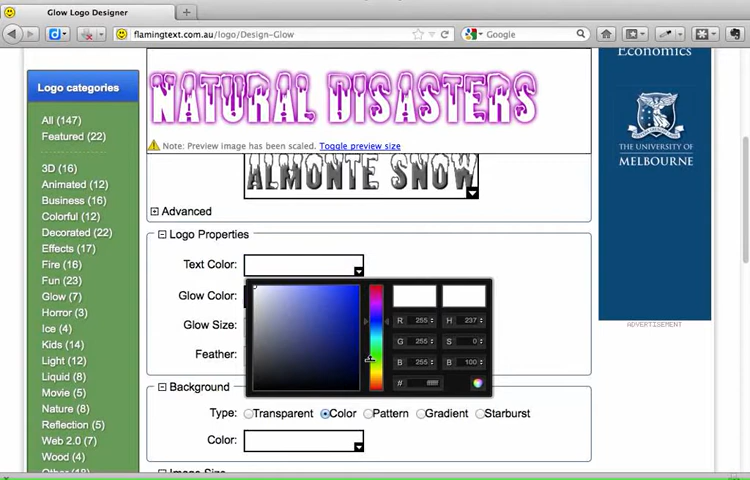 Glow Logo Designer
flamingtext.com.au/logo/Design-Glow
Google
Economics
Logo categories
NATURAL DISASTERS
Note: Preview image has been scaled. Toggle preview size
THE UNIVERSITY OF
MELBOURNE
All (147)
Featured (22)
3D (16)
Animated (12)
Business (16)
Colorful (12)
Decorated (22)
Effects (17)
Fire (16)
Fun (23)
Glow (7)
Horror (3)
Ice (4)
Kids (14)
Light (12)
Liquid (8)
Movie (5)
Nature (8)
Reflection (5)
Web 2.0 (7)
Wood (4)
ALMONTE SNOW
Advanced
Logo Properties
Text Color:
Glow Color:
Glow Size:
Feather:
R 255 H 237
G 255 S 0
B 255 B 100
# ffffff
ADVERTISEMENT
Background
Type: Transparent Color Pattern Gradient Starburst
Color:
Image Size